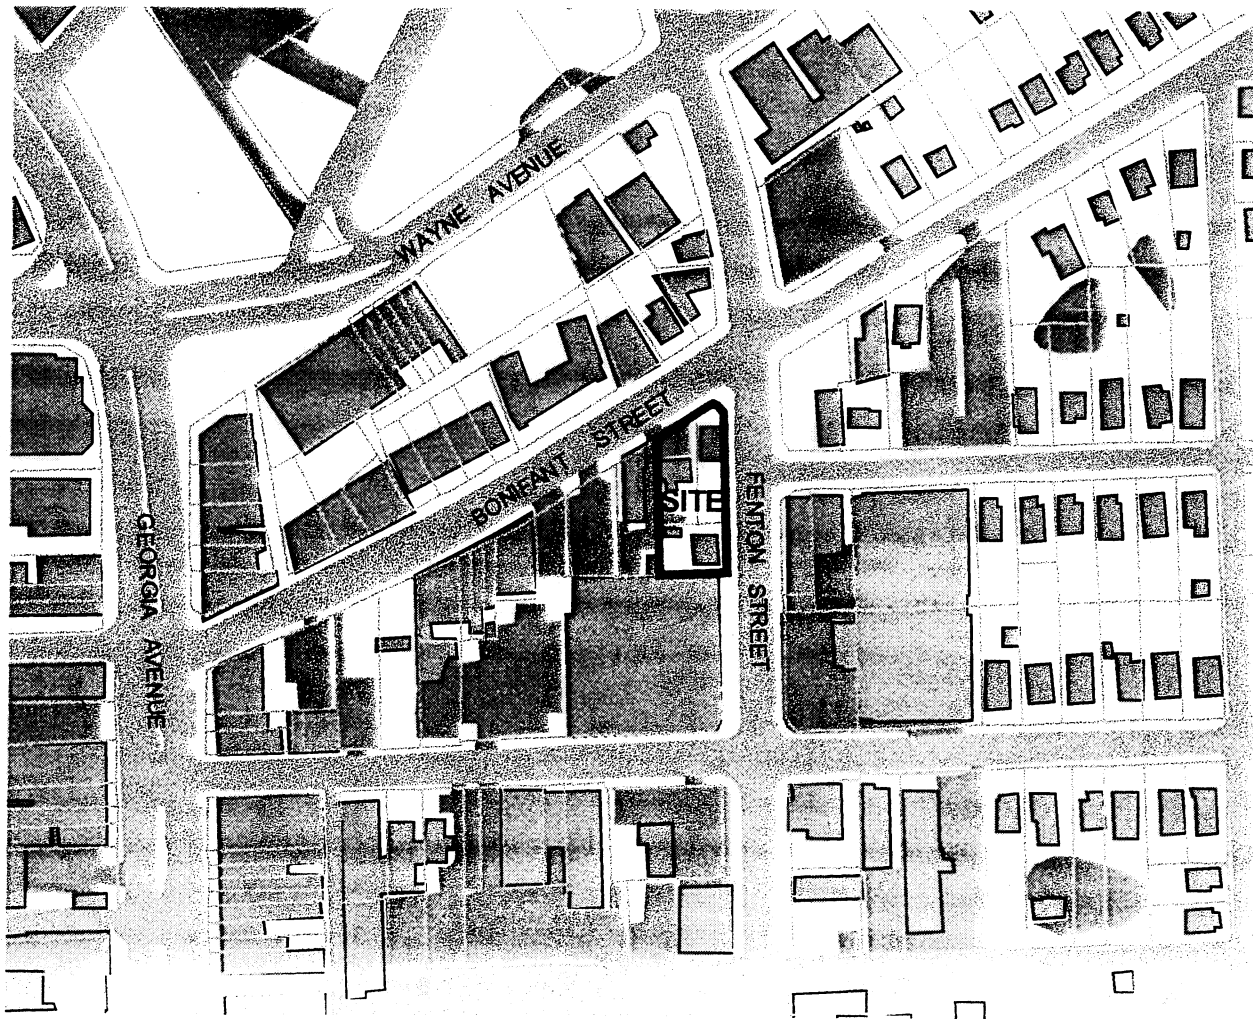 WAYNE AVENUE
BONIFANT STREET
SITE
FENTON STREET
GEORGIA AVENUE